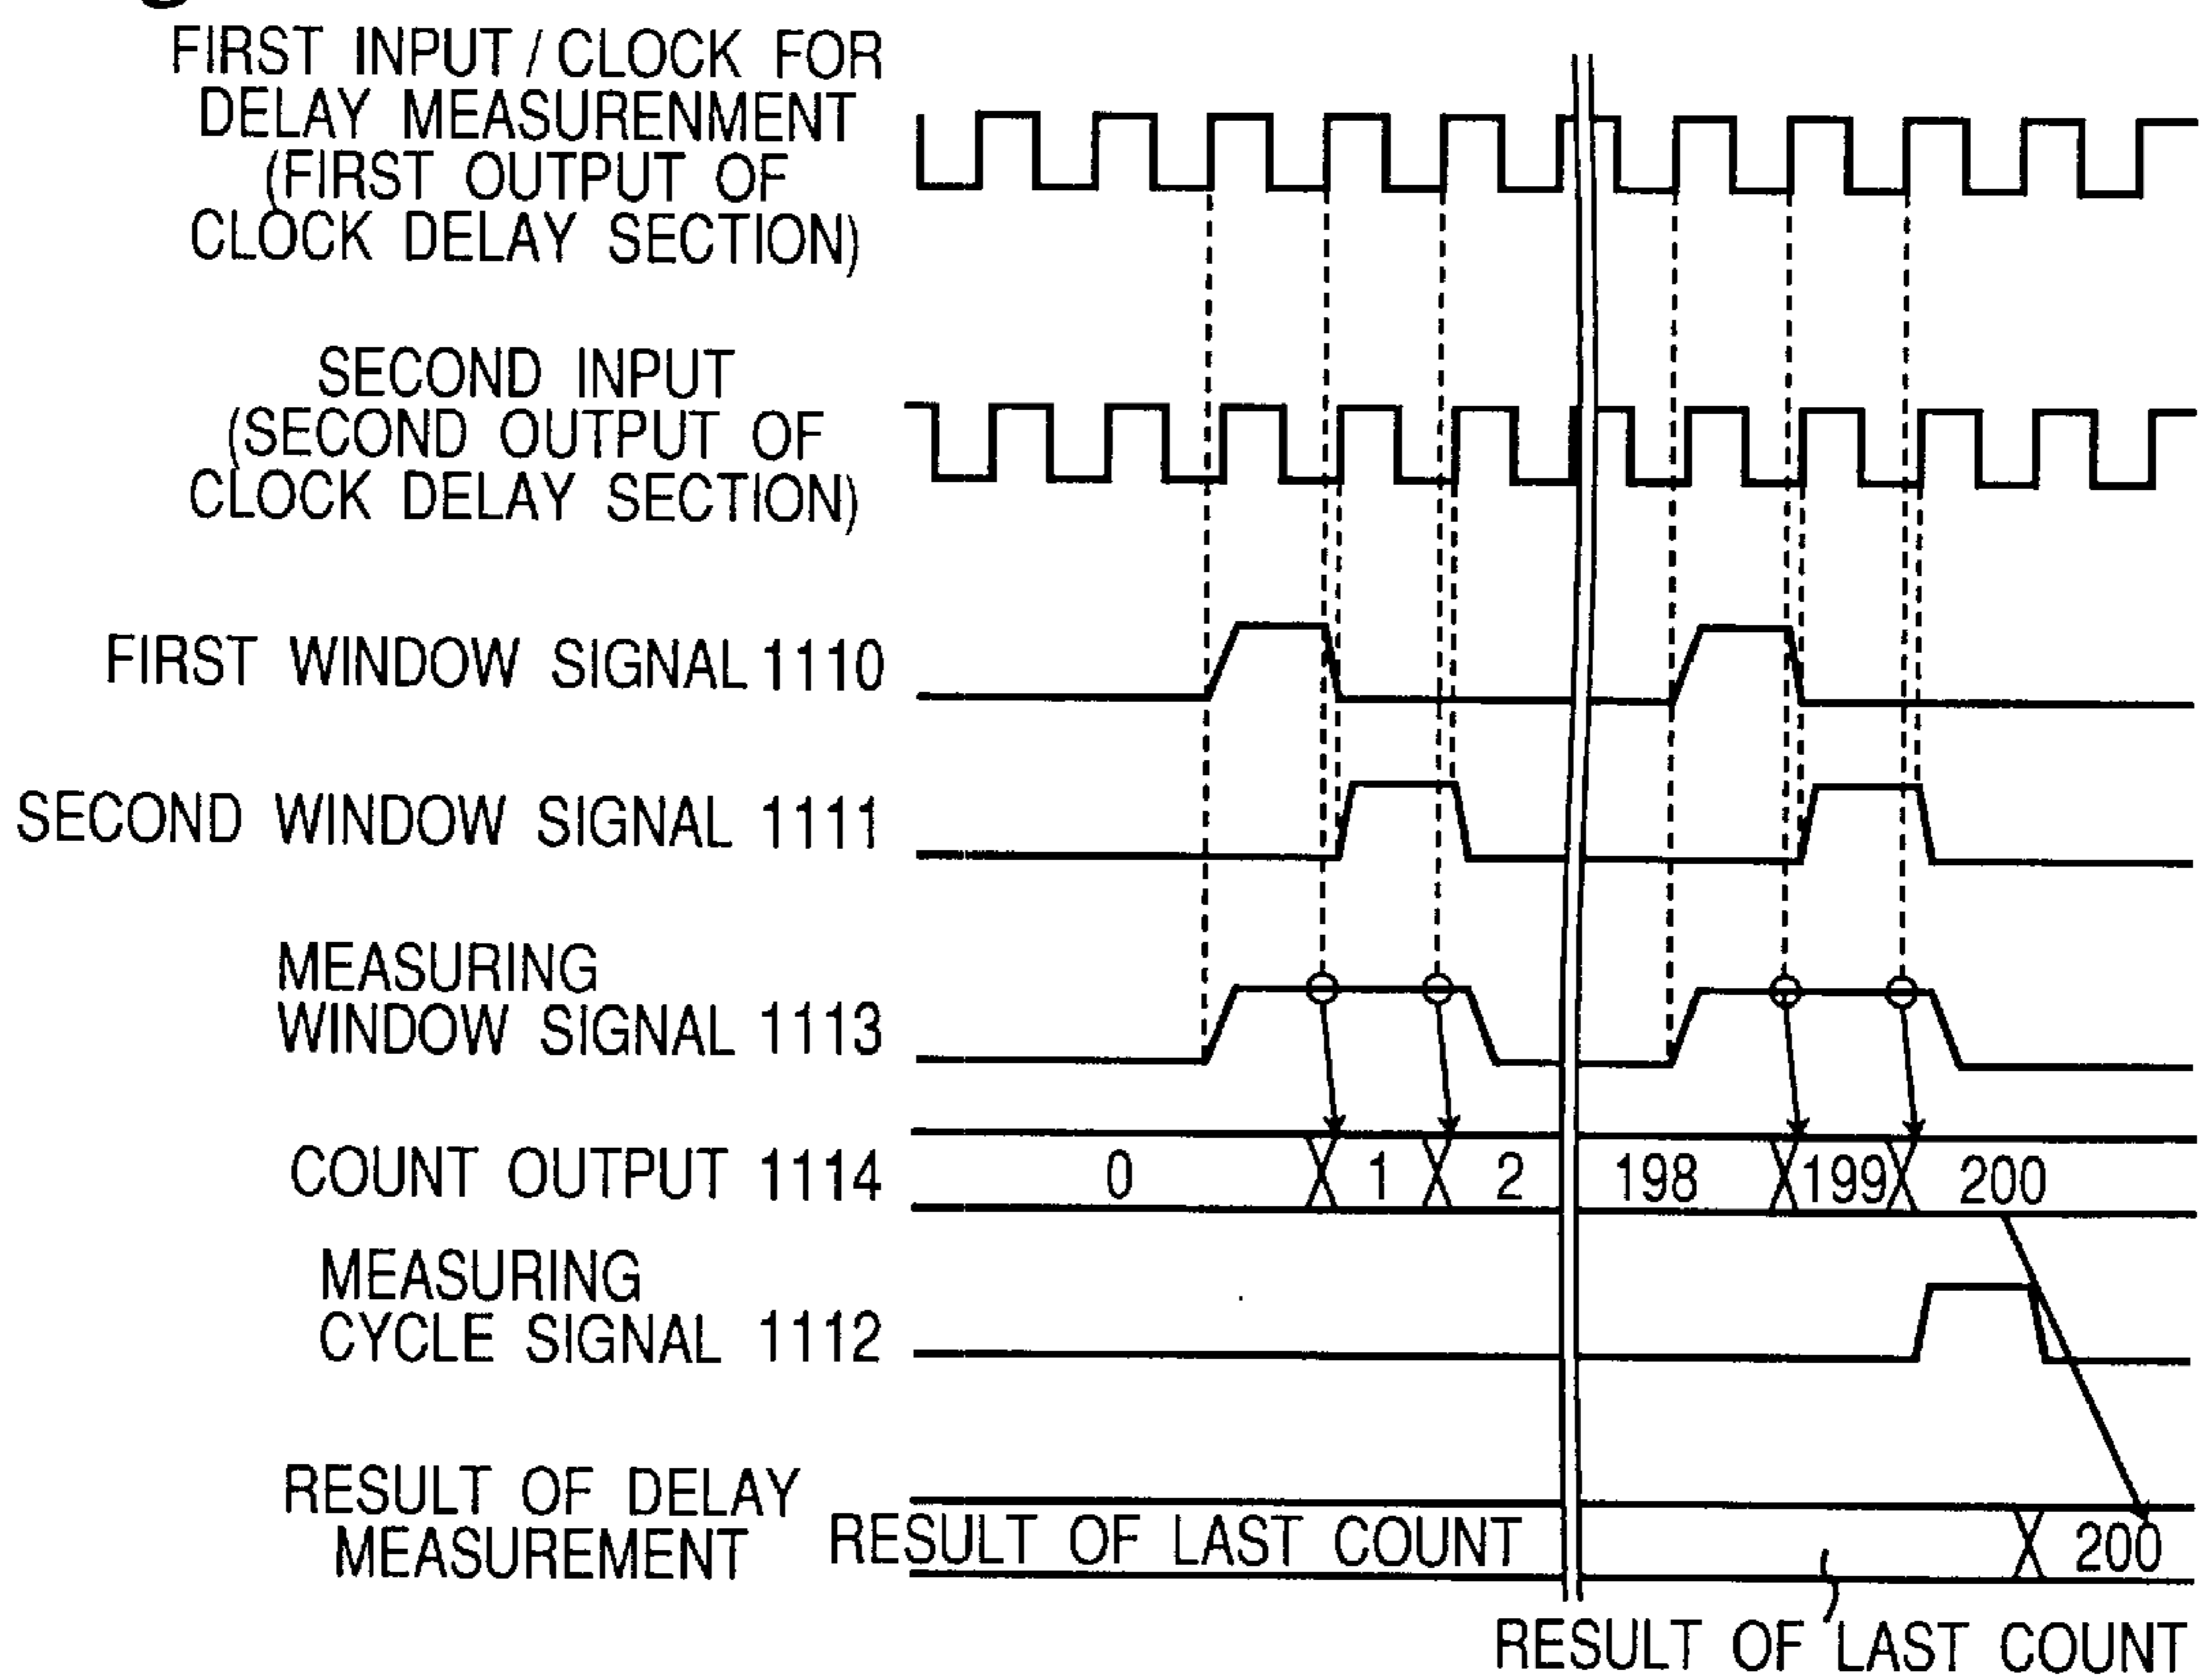 FIRST INPUT / CLOCK FOR
DELAY MEASURENMENT
(FIRST OUTPUT OF
CLOCK DELAY SECTION)
SECOND INPUT
(SECOND OUTPUT OF
CLOCK DELAY SECTION)
FIRST WINDOW SIGNAL 1110
SECOND WINDOW SIGNAL 1111
MEASURING
WINDOW SIGNAL 1113
COUNT OUTPUT 1114
0 1 2 198 199 200
MEASURING
CYCLE SIGNAL 1112
RESULT OF DELAY
MEASUREMENT
RESULT OF LAST COUNT
200
RESULT OF LAST COUNT